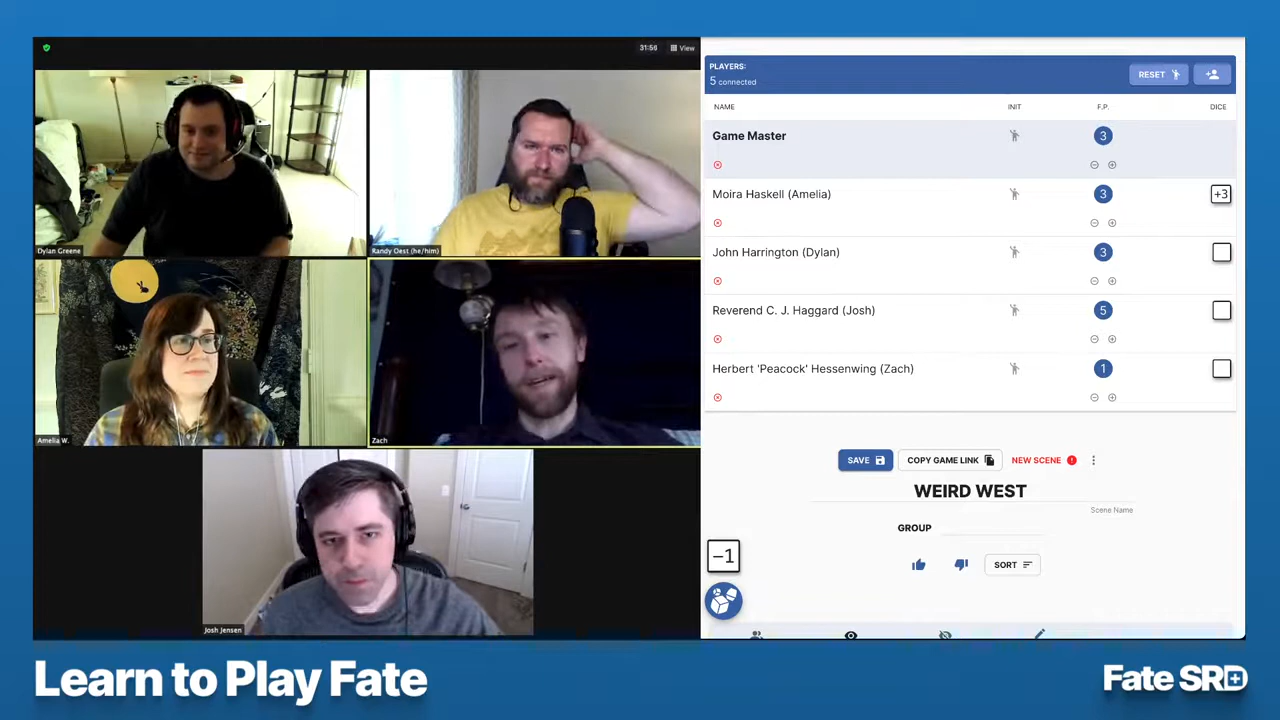 31:56 View
Dylan Greene
Randy Oest (he/him)
Amelia W.
Zach
Josh Jensen
PLAYERS:
5 connected
RESET
NAME INIT F.P. DICE
Game Master 3
Moira Haskell (Amelia) 3 +3
John Harrington (Dylan) 3
Reverend C. J. Haggard (Josh) 5
Herbert 'Peacock' Hessenwing (Zach) 1
SAVE COPY GAME LINK NEW SCENE
WEIRD WEST
Scene Name
GROUP
−1
SORT
Learn to Play Fate
Fate SRD